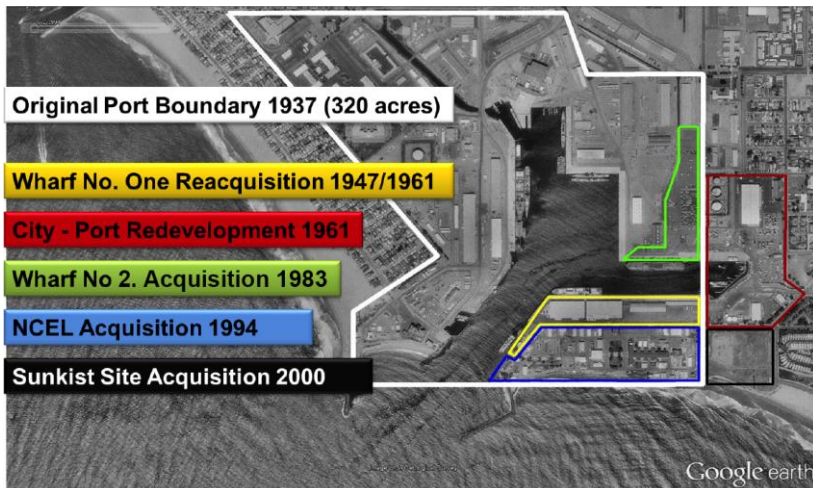 Original Port Boundary 1937 (320 acres)
Wharf No. One Reacquisition 1947/1961
City - Port Redevelopment 1961
Wharf No 2. Acquisition 1983
NCEL Acquisition 1994
Sunkist Site Acquisition 2000
Google earth